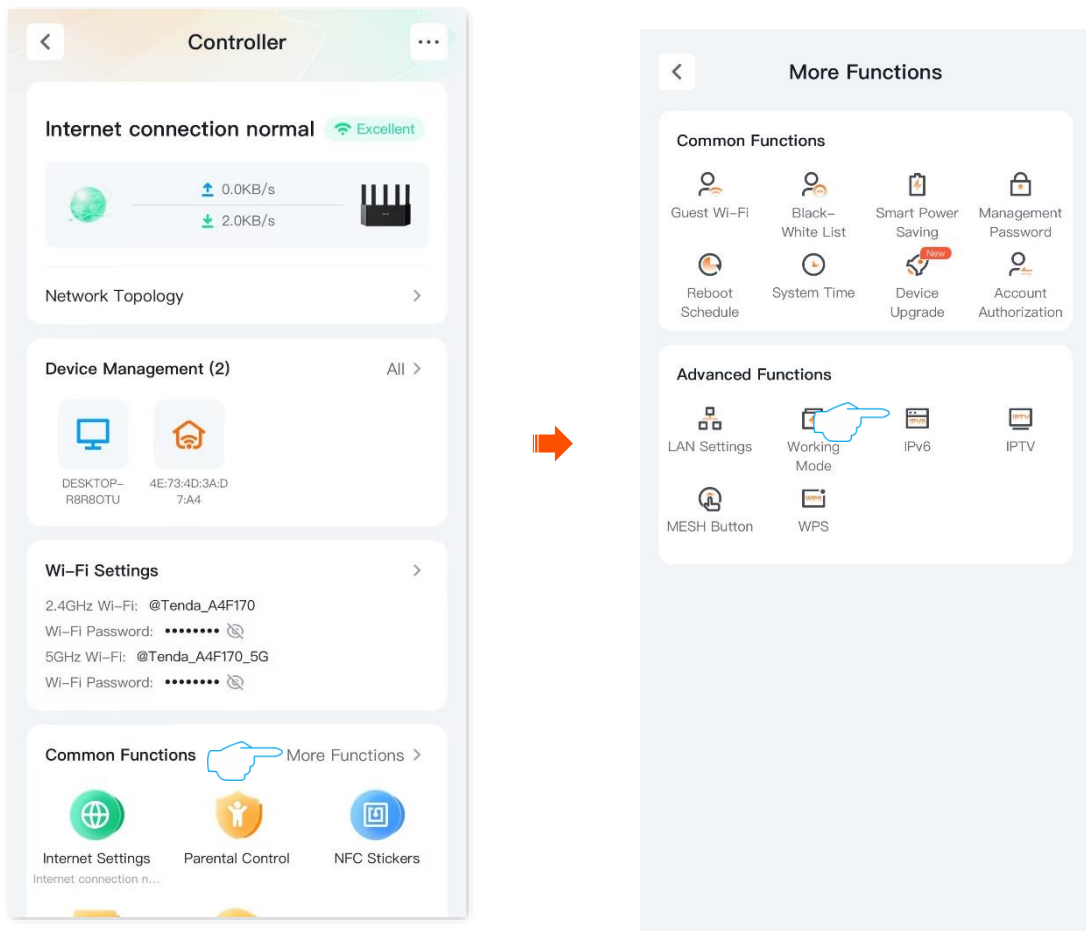 Controller
Internet connection normal
Excellent
0.0KB/s
2.0KB/s
Network Topology
Device Management (2)
All
DESKTOP-
R8R8OTU
4E:73:4D:3A:D
7:A4
Wi-Fi Settings
2.4GHz Wi-Fi: @Tenda_A4F170
Wi-Fi Password: ••••••••
5GHz Wi-Fi: @Tenda_A4F170_5G
Wi-Fi Password: ••••••••
Common Functions
More Functions
Internet Settings
Internet connection n...
Parental Control
NFC Stickers
More Functions
Common Functions
Guest Wi-Fi
Black-
White List
Smart Power
Saving
Management
Password
Reboot
Schedule
System Time
New
Device
Upgrade
Account
Authorization
Advanced Functions
LAN Settings
Working
Mode
IPV6
IPv6
IPTV
IPTV
MESH Button
WPS
WPS